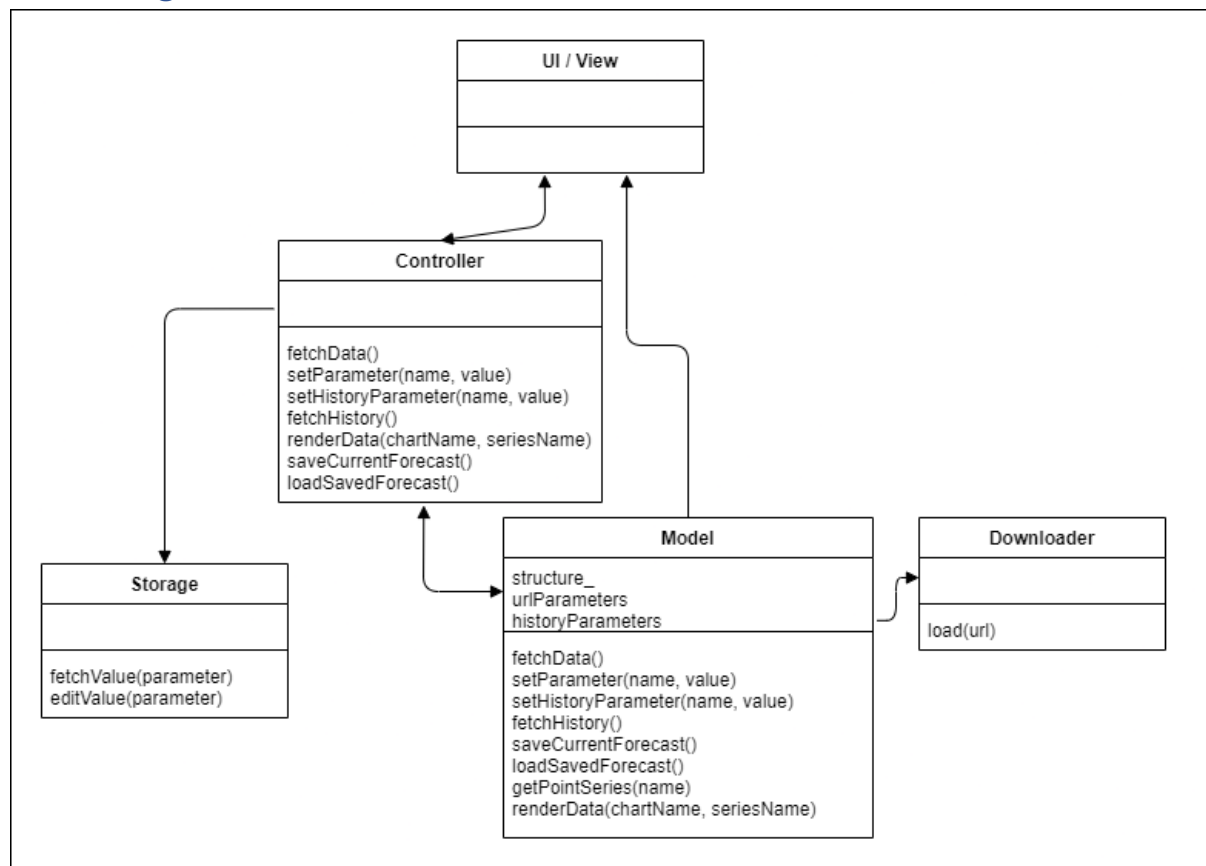 UI / View
Controller
fetchData()
setParameter(name, value)
setHistoryParameter(name, value)
fetchHistory()
renderData(chartName, seriesName)
saveCurrentForecast()
loadSavedForecast()
Storage
fetchValue(parameter)
editValue(parameter)
Model
structure_
urlParameters
historyParameters
fetchData()
setParameter(name, value)
setHistoryParameter(name, value)
fetchHistory()
saveCurrentForecast()
loadSavedForecast()
getPointSeries(name)
renderData(chartName, seriesName)
Downloader
load(url)